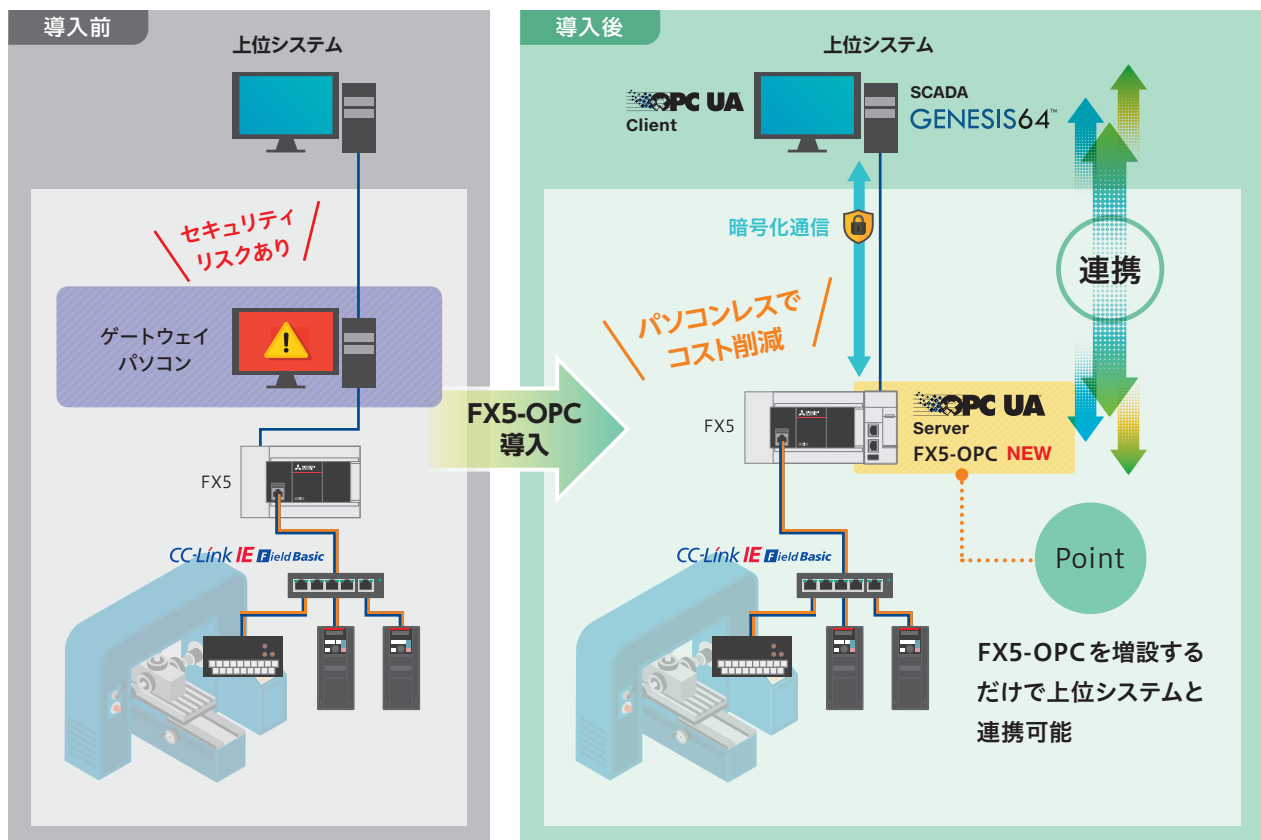 導入前
上位システム
セキュリティ
リスクあり
ゲートウェイ
パソコン
FX5
CC-Link IE Field Basic
FX5-OPC
導入
導入後
上位システム
OPC UA
Client
SCADA
GENESIS64™
暗号化通信
連携
パソコンレスで
コスト削減
FX5
OPC UA
Server
FX5-OPC NEW
CC-Link IE Field Basic
Point
FX5-OPCを増設する
だけで上位システムと
連携可能